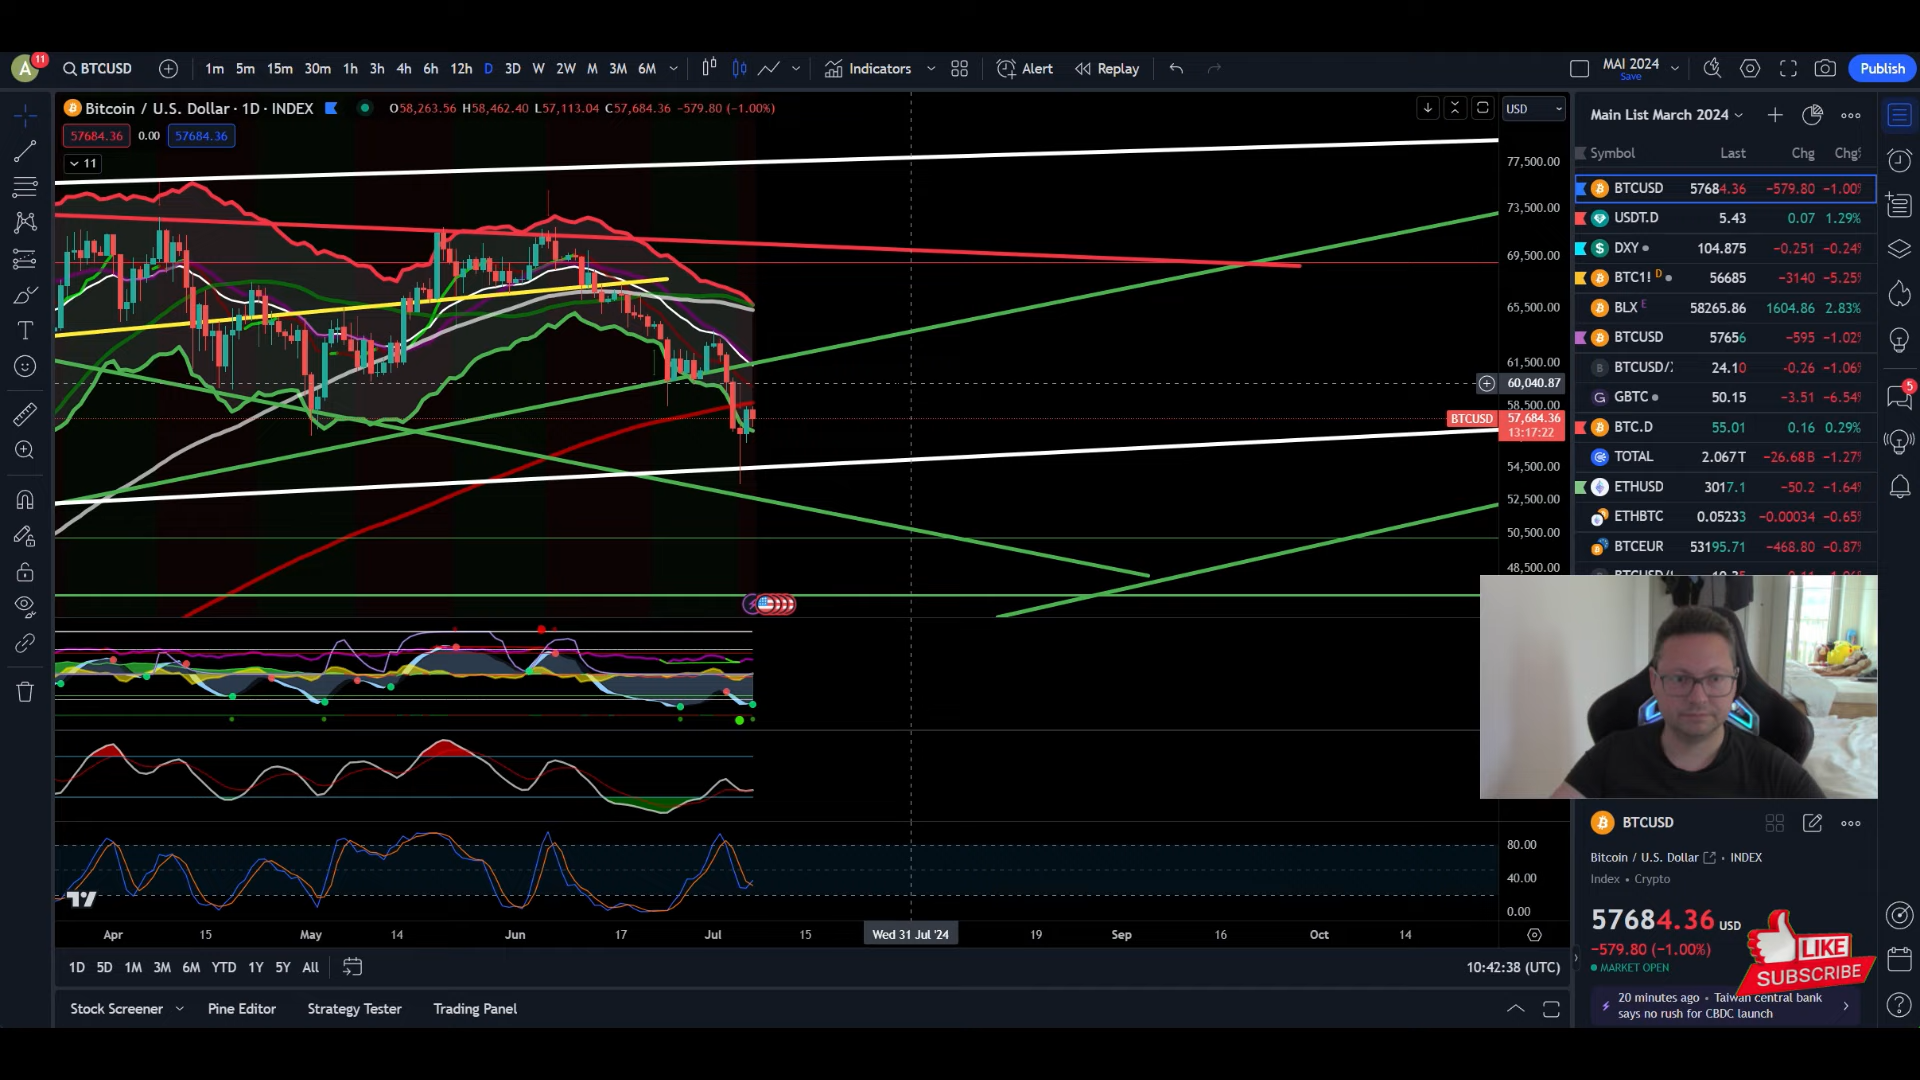 A 11 BTCUSD 1m 5m 15m 30m 1h 3h 4h 6h 12h D 3D W 2W M 3M 6M Indicators Alert Replay MAI 2024 Save Publish
Bitcoin / U.S. Dollar · 1D · INDEX O58,263.56 H58,462.40 L57,113.04 C57,684.36 −579.80 (−1.00%)
57684.36 0.00 57684.36
11
USD
77,500.00
73,500.00
69,500.00
65,500.00
61,500.00
60,040.87
58,500.00
BTCUSD 57,684.36
13:17:22
54,500.00
52,500.00
50,500.00
48,500.00
80.00
40.00
0.00
Apr 15 May 14 Jun 17 Jul 15 Wed 31 Jul '24 19 Sep 16 Oct 14
1D 5D 1M 3M 6M YTD 1Y 5Y All 10:42:38 (UTC)
Stock Screener Pine Editor Strategy Tester Trading Panel
Main List March 2024
Symbol Last Chg Chg%
BTCUSD 57684.36 −579.80 −1.00%
USDT.D 5.43 0.07 1.29%
DXY 104.875 −0.251 −0.24%
BTC1! D 56685 −3140 −5.25%
BLX E 58265.86 1604.86 2.83%
BTCUSD 57656 −595 −1.02%
BTCUSD/ 24.10 −0.26 −1.06%
GBTC 50.15 −3.51 −6.54%
BTC.D 55.01 0.16 0.29%
TOTAL 2.067T −26.68B −1.27%
ETHUSD 3017.1 −50.2 −1.64%
ETHBTC 0.05233 −0.00034 −0.65%
BTCEUR 53195.71 −468.80 −0.87%
5
BTCUSD
Bitcoin / U.S. Dollar · INDEX
Index • Crypto
57684.36 USD
−579.80 (−1.00%)
MARKET OPEN
LIKE
SUBSCRIBE
20 minutes ago • Taiwan central bank
says no rush for CBDC launch